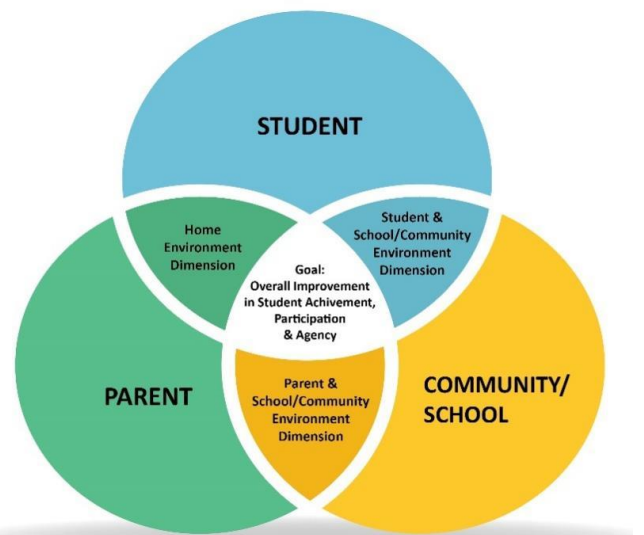 STUDENT
Home
Environment
Dimension
Student &
School/Community
Environment
Dimension
Goal:
Overall Improvement
in Student Achivement,
Participation
& Agency
PARENT
Parent &
School/Community
Environment
Dimension
COMMUNITY/
SCHOOL